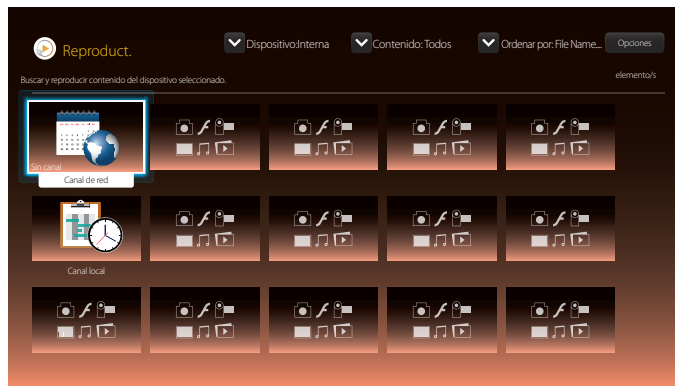 Reproduct.
Dispositivo:Interna
Contenido: Todos
Ordenar por: File Name...
Opciones
Buscar y reproducir contenido del dispositivo seleccionado.
elemento/s
Sin canal
Canal de red
Canal local